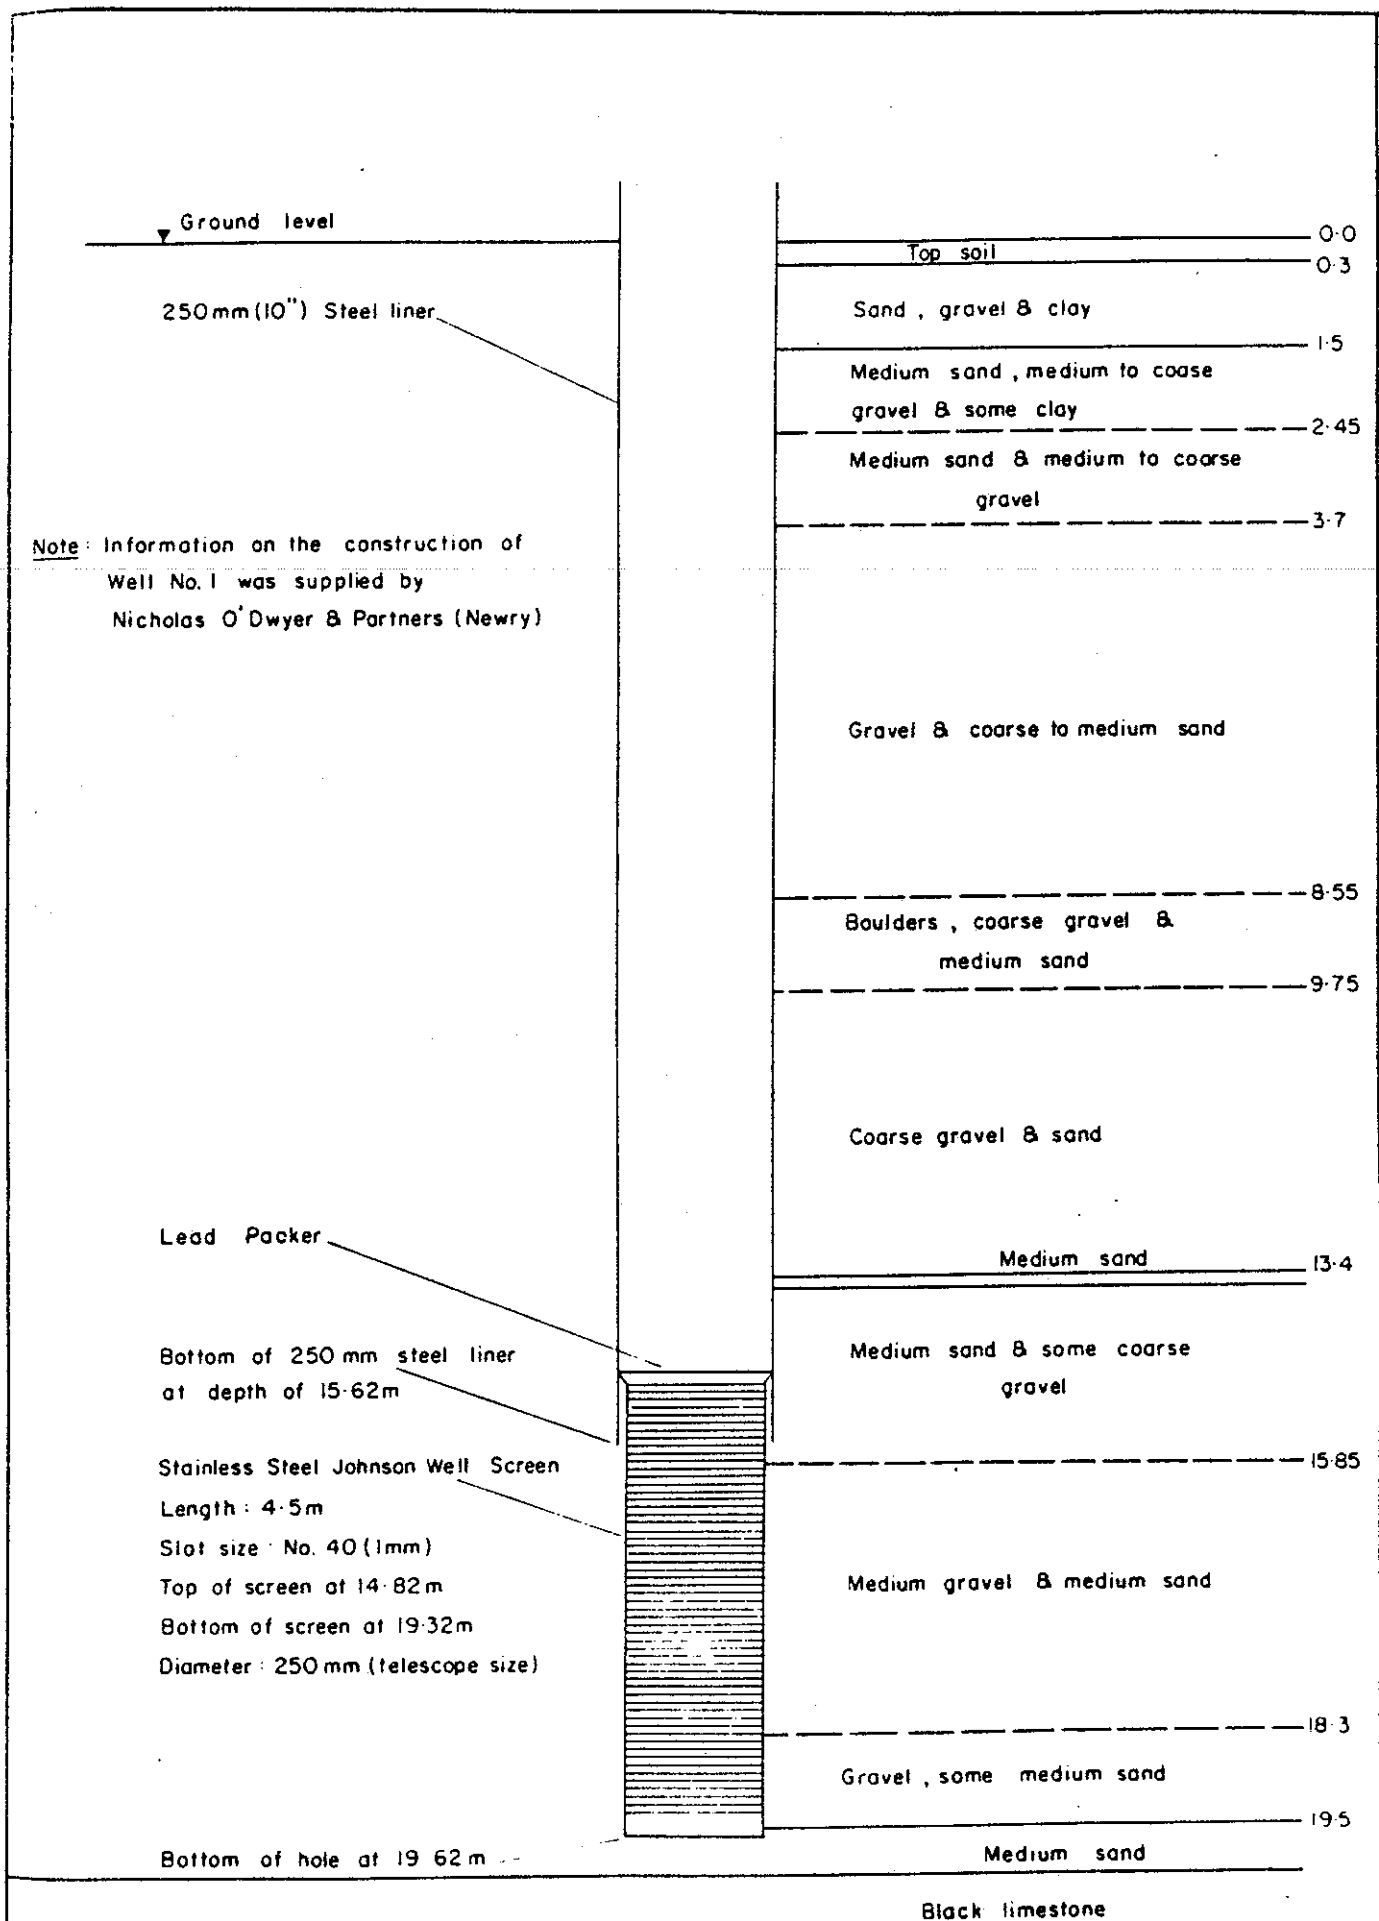 Ground level
0·0
Top soil
0·3
250mm (10") Steel liner
Sand, gravel & clay
1·5
Medium sand, medium to coase
gravel & some clay
2·45
Medium sand & medium to coarse
gravel
3·7
Note: Information on the construction of
Well No. 1 was supplied by
Nicholas O'Dwyer & Partners (Newry)
Gravel & coarse to medium sand
8·55
Boulders, coarse gravel &
medium sand
9·75
Coarse gravel & sand
Lead Packer
Medium sand
13·4
Bottom of 250 mm steel liner
at depth of 15·62m
Medium sand & some coarse
gravel
15·85
Stainless Steel Johnson Well Screen
Length: 4·5m
Slot size · No. 40 (1mm)
Top of screen at 14·82m
Bottom of screen at 19·32m
Diameter: 250 mm (telescope size)
Medium gravel & medium sand
18·3
Gravel, some medium sand
19·5
Bottom of hole at 19 62m
Medium sand
Black limestone